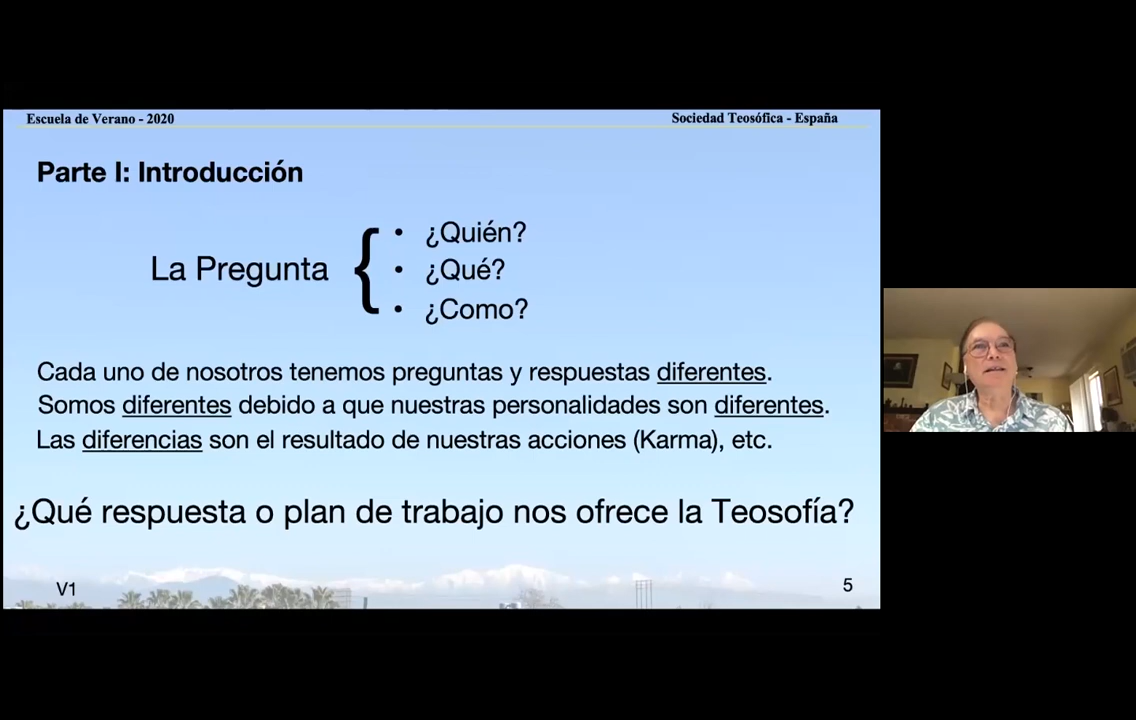 Escuela de Verano - 2020
Sociedad Teosófica - España
Parte I: Introducción
La Pregunta {
• ¿Quién?
• ¿Qué?
• ¿Como?
Cada uno de nosotros tenemos preguntas y respuestas diferentes.
Somos diferentes debido a que nuestras personalidades son diferentes.
Las diferencias son el resultado de nuestras acciones (Karma), etc.
¿Qué respuesta o plan de trabajo nos ofrece la Teosofía?
V1
5